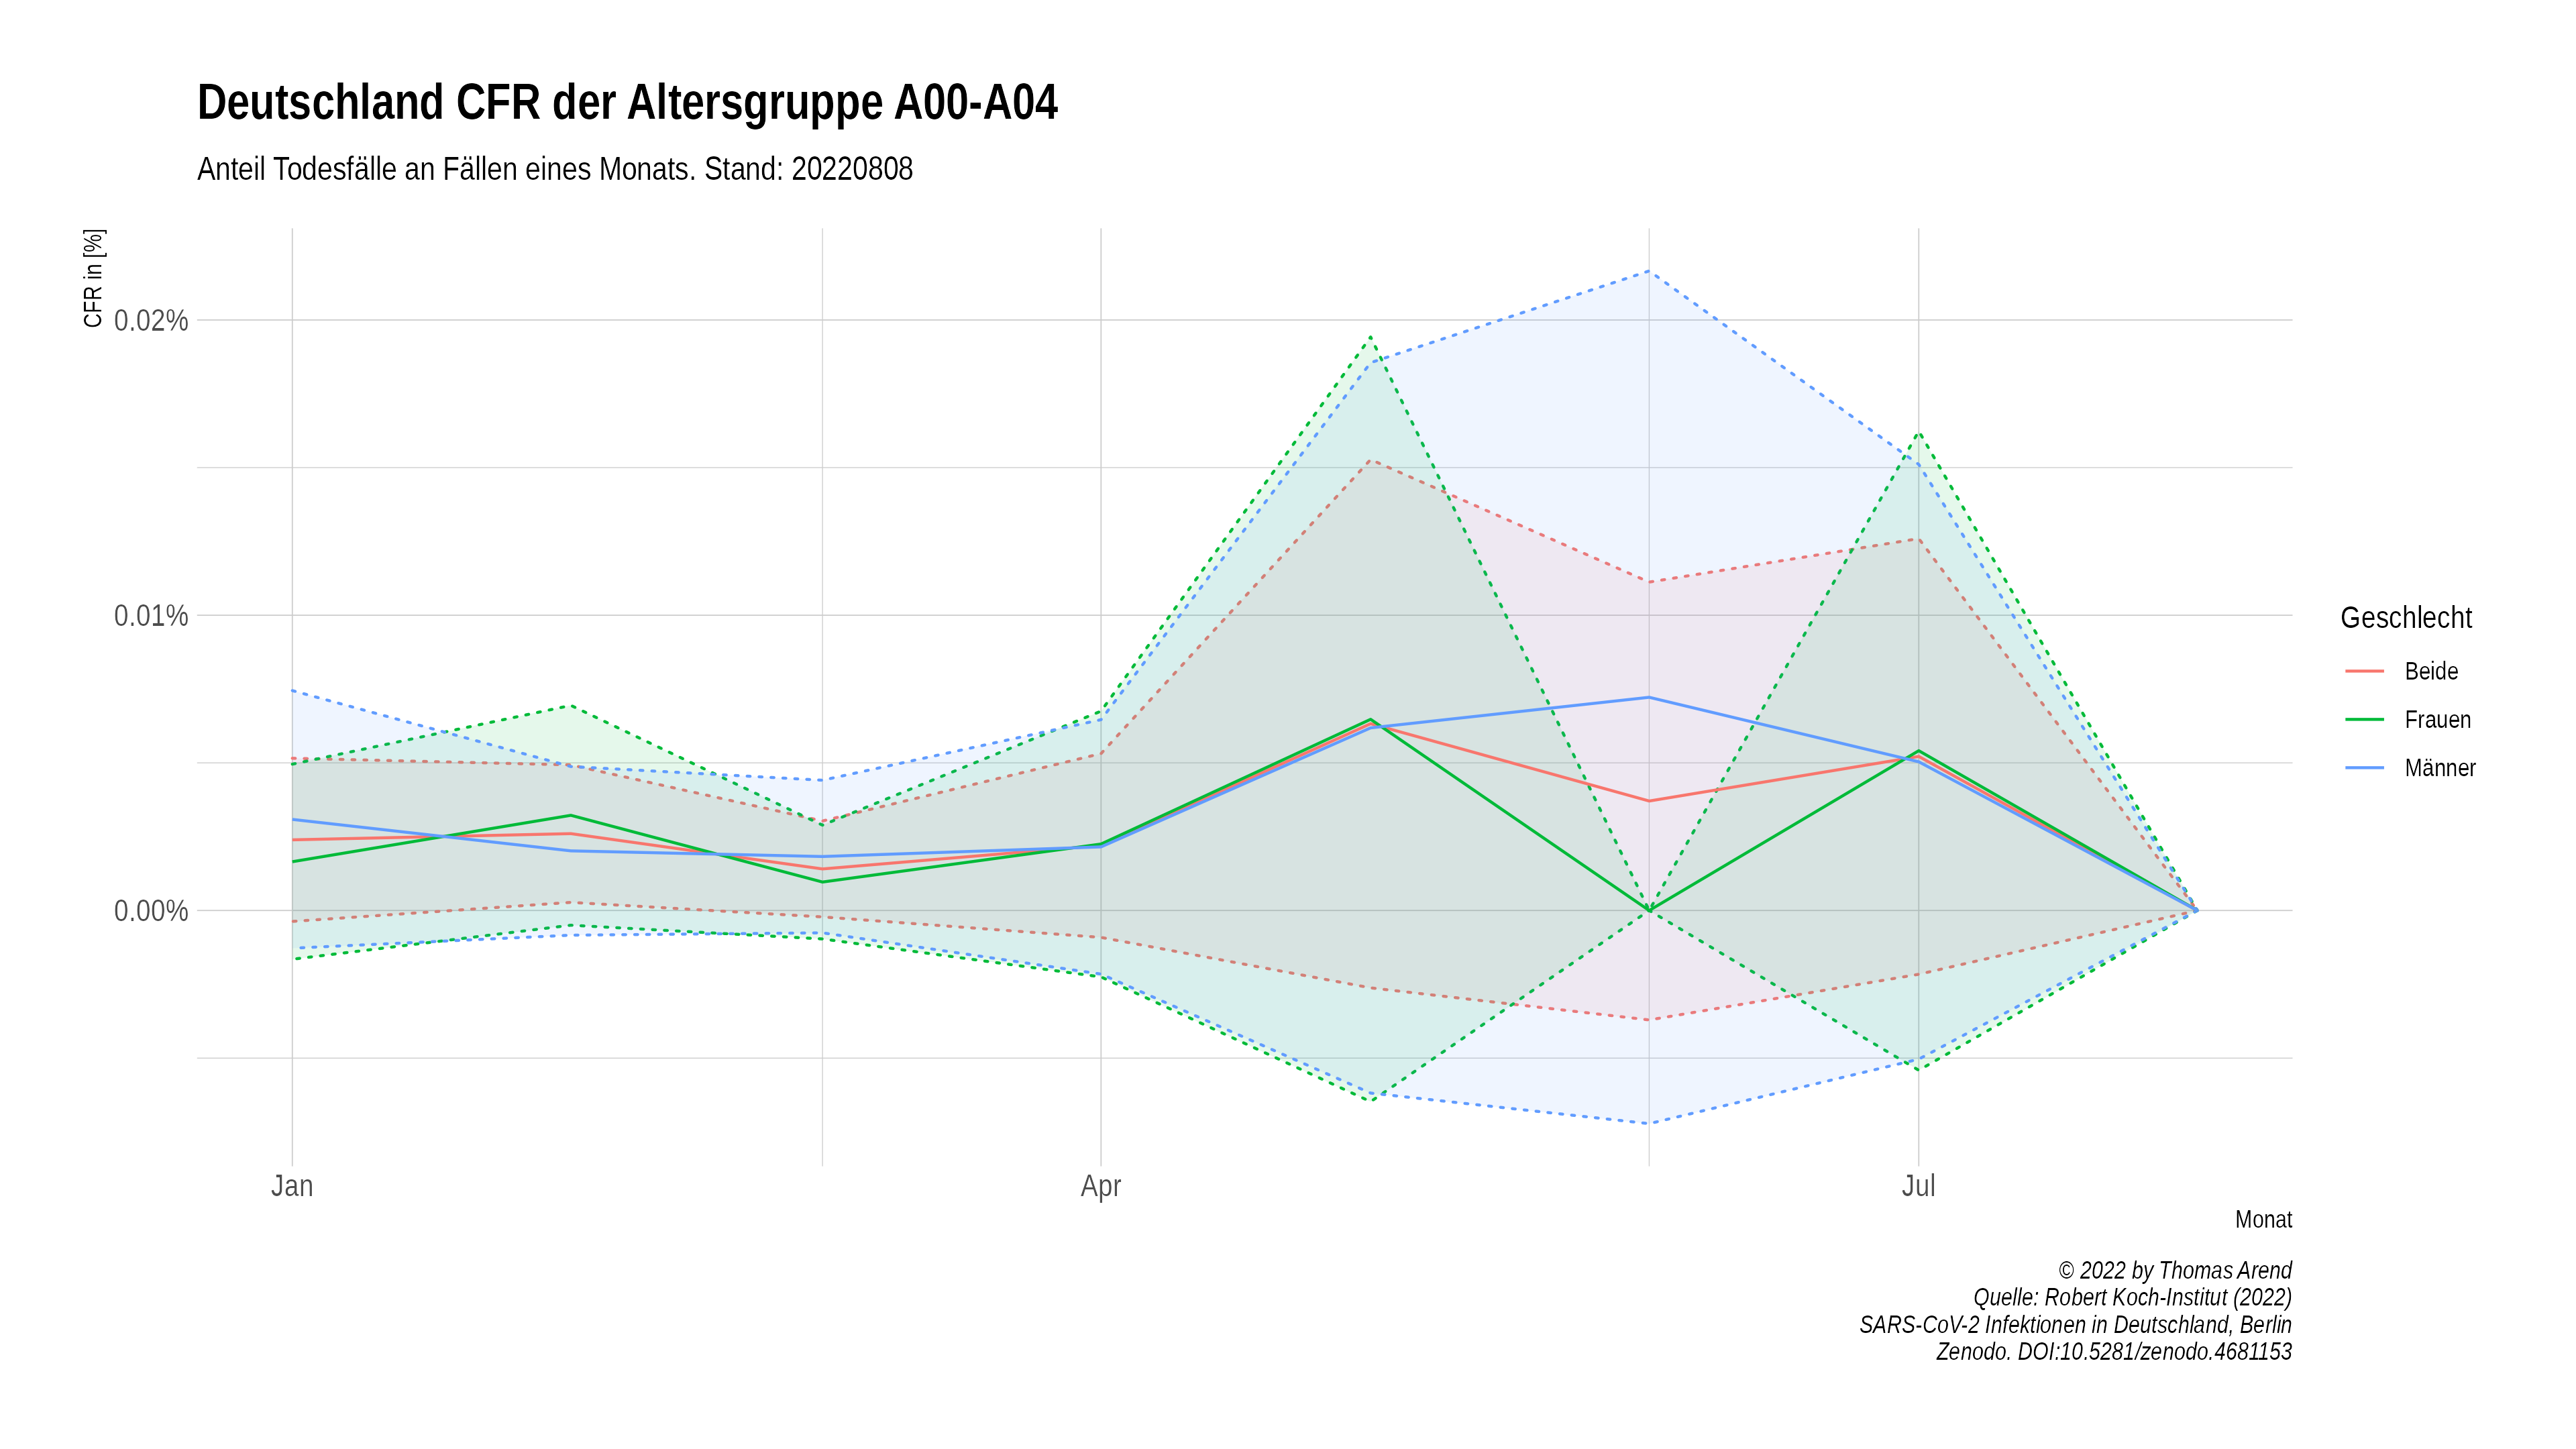 Deutschland CFR der Altersgruppe A00-A04
Anteil Todesfälle an Fällen eines Monats. Stand: 20220808
CFR in [%]
0.02%
0.01%
0.00%
Jan
Apr
Jul
Monat
Geschlecht
Beide
Frauen
Männer
© 2022 by Thomas Arend
Quelle: Robert Koch-Institut (2022)
SARS-CoV-2 Infektionen in Deutschland, Berlin
Zenodo. DOI:10.5281/zenodo.4681153